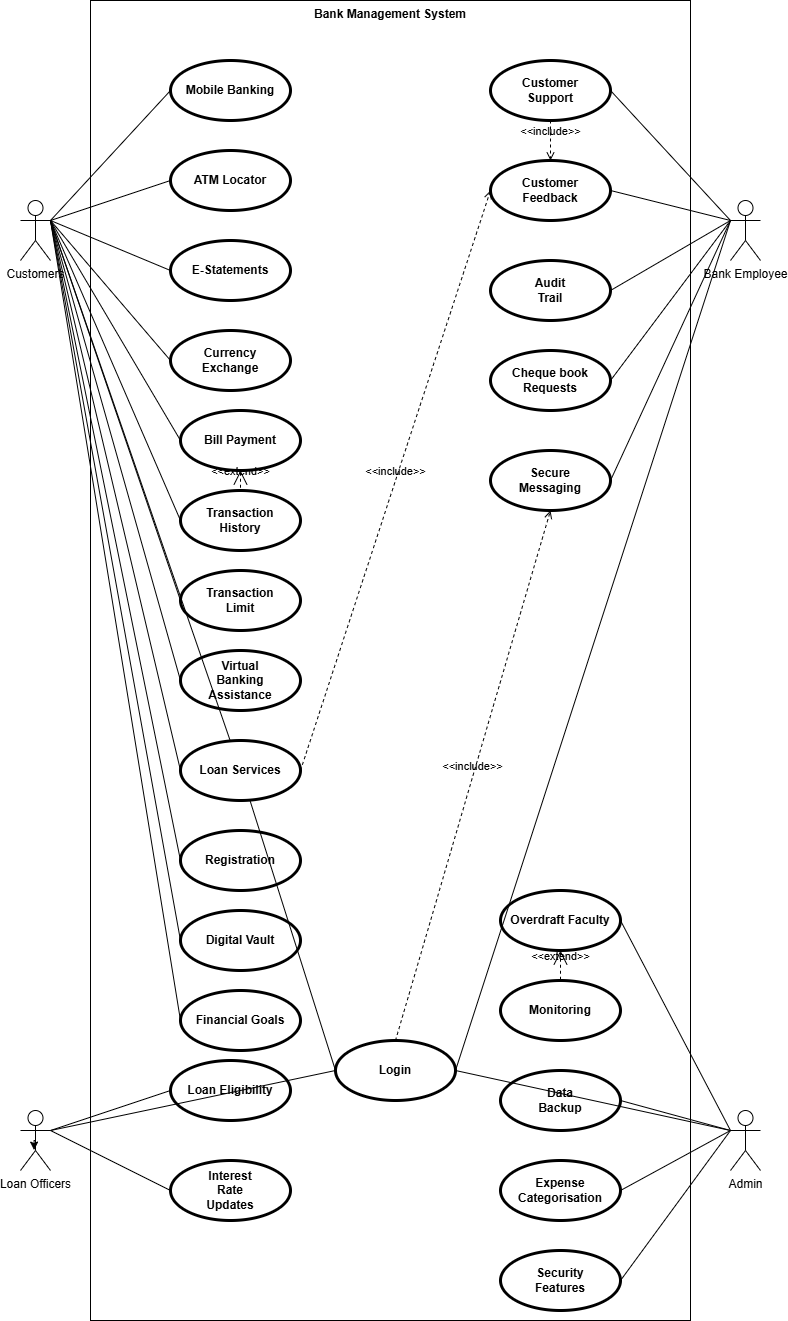 Bank Management System
Mobile Banking
Customer
Support
<<include>>
ATM Locator
Customer
Feedback
Customers
Bank Employee
E-Statements
Audit
Trail
Currency
Exchange
Cheque book
Requests
Bill Payment
<<extend>>
<<include>>
Secure
Messaging
Transaction
History
Transaction
Limit
Virtual
Banking
Assistance
Loan Services
<<include>>
Registration
Overdraft Faculty
Digital Vault
<<extend>>
Monitoring
Financial Goals
Login
Loan Eligibility
Data
Backup
Loan Officers
Admin
Interest
Rate
Updates
Expense
Categorisation
Security
Features